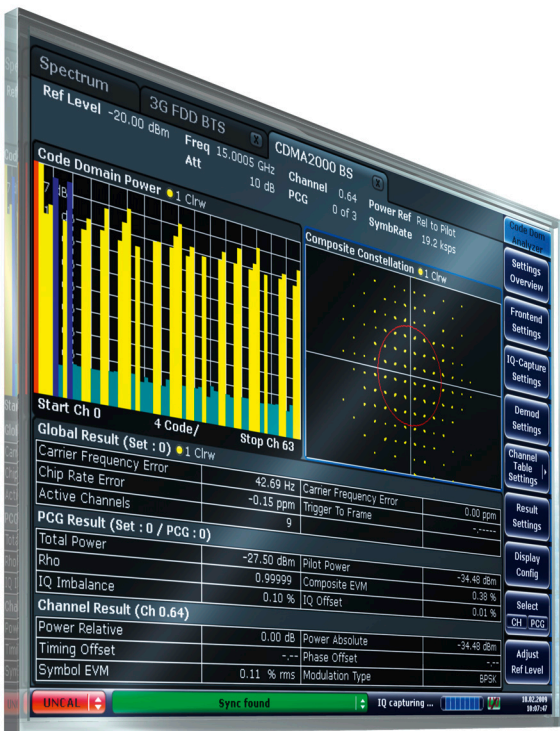 Spectrum
3G FDD BTS
CDMA2000 BS
Ref Level -20.00 dBm
Freq 15.0005 GHz
Channel 0.64
Power Ref Rel to Pilot
Att 10 dB
PCG 0 of 3
SymbRate 19.2 ksps
Code Domain Power 1 Clrw
Composite Constellation 1 Clrw
Start Ch 0
4 Code/
Stop Ch 63
Global Result (Set : 0) 1 Clrw
Carrier Frequency Error 42.69 Hz Carrier Frequency Error 0.00 ppm
Chip Rate Error -0.15 ppm Trigger To Frame -.-----
Active Channels 9
PCG Result (Set : 0 / PCG : 0)
Total Power -27.50 dBm Pilot Power -34.48 dBm
Rho 0.99999 Composite EVM 0.38 %
IQ Imbalance 0.10 % IQ Offset 0.01 %
Channel Result (Ch 0.64)
Power Relative 0.00 dB Power Absolute -34.48 dBm
Timing Offset -.-- Phase Offset -.--
Symbol EVM 0.11 % rms Modulation Type BPSK
Code Dom
Analyzer
Settings
Overview
Frontend
Settings
IQ-Capture
Settings
Demod
Settings
Channel
Table
Settings
Result
Settings
Display
Config
Select
CH PCG
Adjust
Ref Level
UNCAL
Sync found
IQ capturing ...
18.02.2009
10:07:47